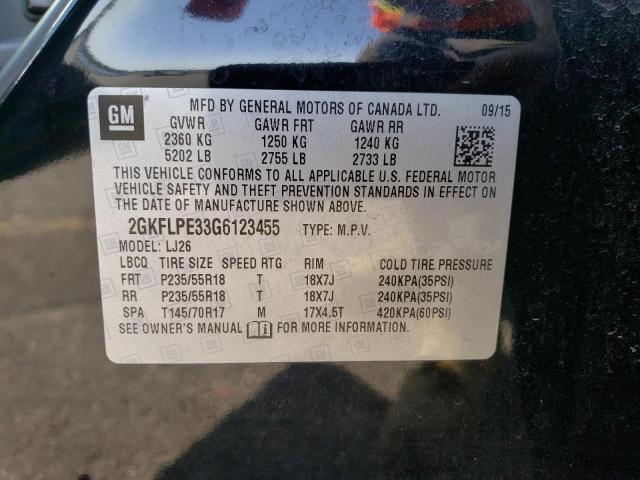 GM ®
MFD BY GENERAL MOTORS OF CANADA LTD. 09/15
GVWR GAWR FRT GAWR RR
2360 KG 1250 KG 1240 KG
5202 LB 2755 LB 2733 LB
THIS VEHICLE CONFORMS TO ALL APPLICABLE U.S. FEDERAL MOTOR
VEHICLE SAFETY AND THEFT PREVENTION STANDARDS IN EFFECT ON
THE DATE OF MANUFACTURE SHOWN ABOVE.
2GKFLPE33G6123455 TYPE: M.P.V.
MODEL: LJ26
LBCQ TIRE SIZE SPEED RTG RIM COLD TIRE PRESSURE
FRT P235/55R18 T 18X7J 240KPA(35PSI)
RR P235/55R18 T 18X7J 240KPA(35PSI)
SPA T145/70R17 M 17X4.5T 420KPA(60PSI)
SEE OWNER'S MANUAL FOR MORE INFORMATION.